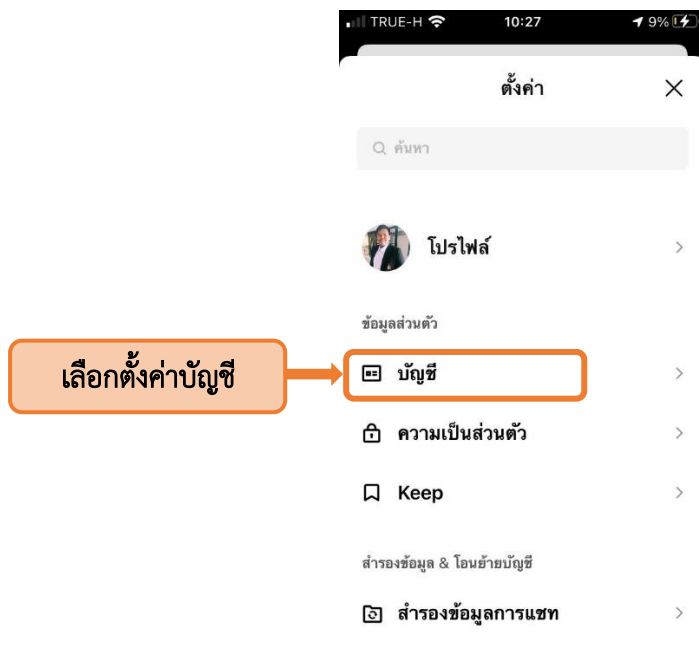 TRUE-H 10:27 9%
ตั้งค่า
ค้นหา
โปรไฟล์
ข้อมูลส่วนตัว
เลือกตั้งค่าบัญชี
บัญชี
ความเป็นส่วนตัว
Keep
สำรองข้อมูล & โอนย้ายบัญชี
สำรองข้อมูลการแชท